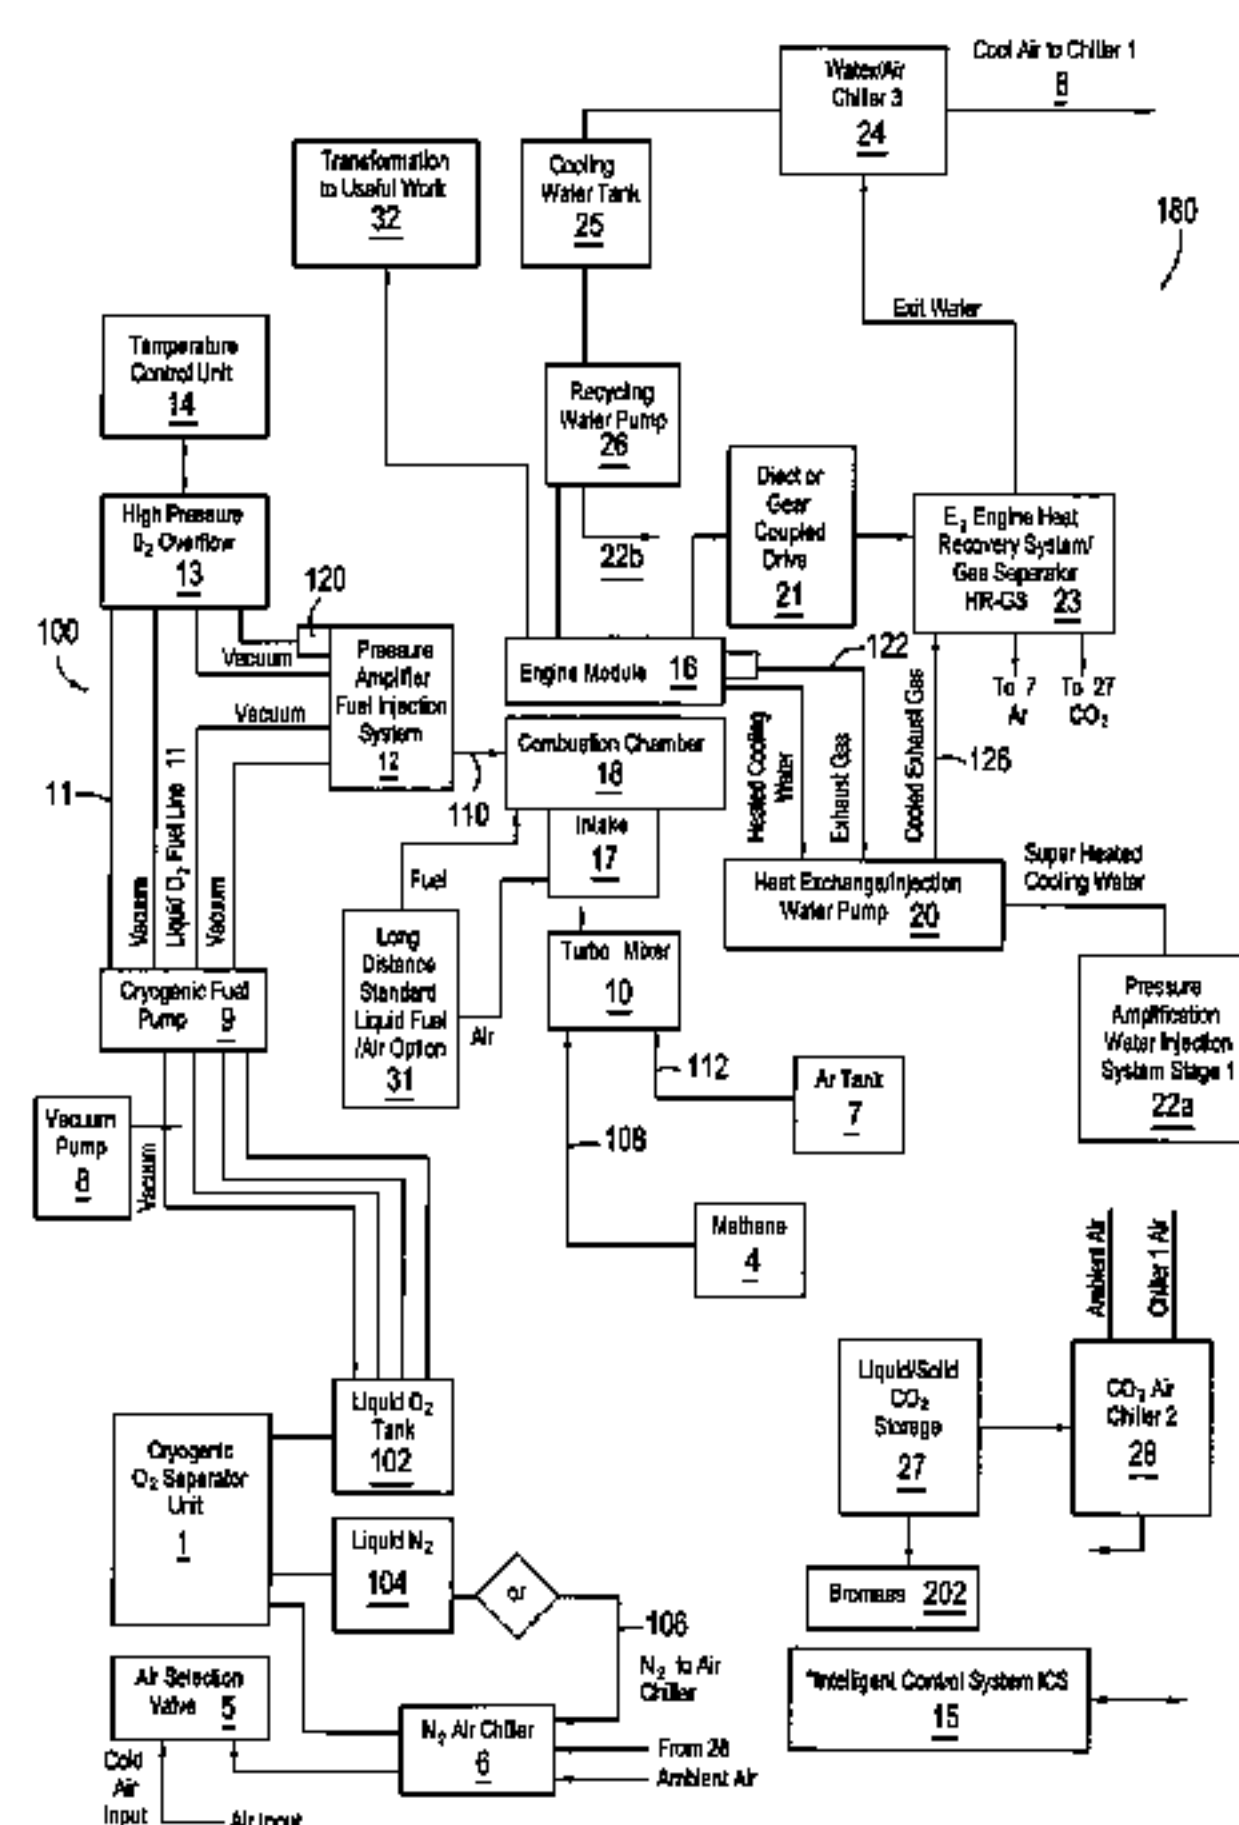 Cool Air to Chiller 1
6
Water/Air
Chiller 3
24
Transformation
to Useful Work
32
Cooling
Water Tank
25
180
Exit Water
Temperature
Control Unit
14
Recycling
Water Pump
26
22b
Diect or
Gear
Coupled
Drive
21
E3 Engine Heat
Recovery System/
Gas Separator
HR-GS 23
To 7
Ar
To 27
CO2
High Pressure
O2 Overflow
13
120
100
Vacuum
Vacuum
Pressure
Amplifier
Fuel Injection
System
12
110
Engine Module 16
122
Combustion Chamber
18
Intake
17
Heated Cooling
Water
Exhaust Gas
Cooled Exhaust Gas
126
11
Vacuum
Liquid O2 Fuel Line 11
Vacuum
Fuel
Heat Exchange/Injection
Water Pump 20
Super Heated
Cooling Water
Long
Distance
Standard
Liquid Fuel
/Air Option
31
Air
Turbo Mixer
10
Cryogenic Fuel
Pump 9
Pressure
Amplification
Water Injection
System Stage 1
22a
112
Ar Tank
7
108
Vacuum
Pump
8
Vacuum
Methane
4
Ambient Air
Chiller 1 Air
Liquid/Solid
CO2
Storage
27
CO2 Air
Chiller 2
28
Liquid O2
Tank
102
Cryogenic
O2 Separator
Unit
1
Liquid N2
104
or
106
N2 to Air
Chiller
Biomass 202
Air Selection
Valve
5
"Intelligent Control System ICS
15
N2 Air Chiller
6
From 28
Ambient Air
Cold
Air
Input
Air Input